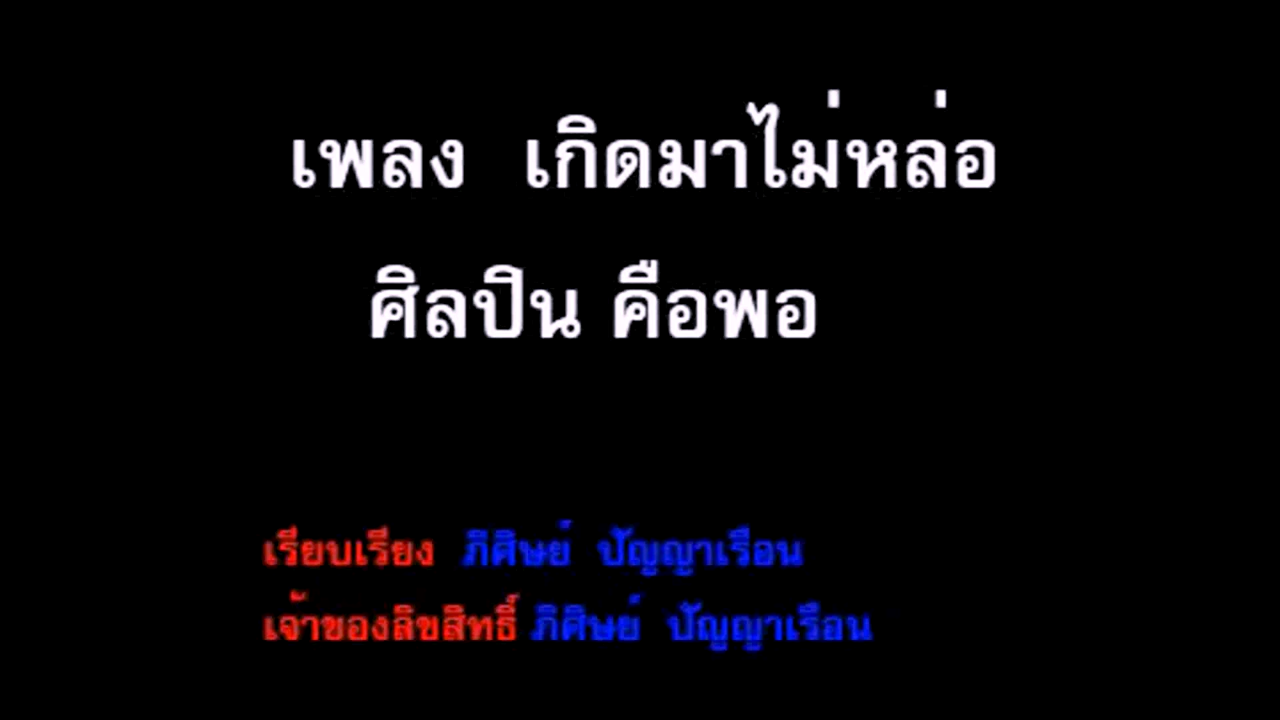 เพลง เกิดมาไม่หล่อ
ศิลปิน คือพอ
เรียบเรียง ภิศิษย์ ปัญญาเรือน
เจ้าของลิขสิทธิ์ ภิศิษย์ ปัญญาเรือน